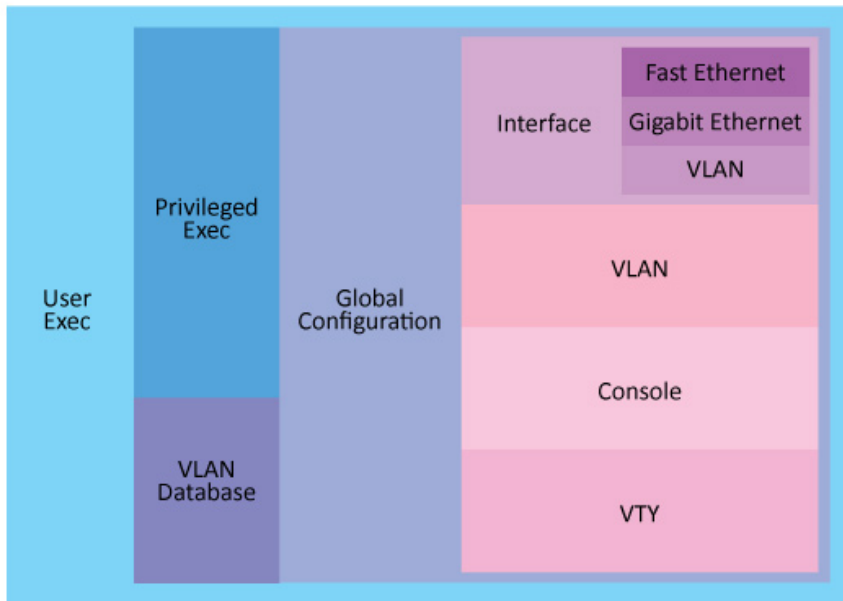 User
Exec
Privileged
Exec
VLAN
Database
Global
Configuration
Interface
Fast Ethernet
Gigabit Ethernet
VLAN
VLAN
Console
VTY